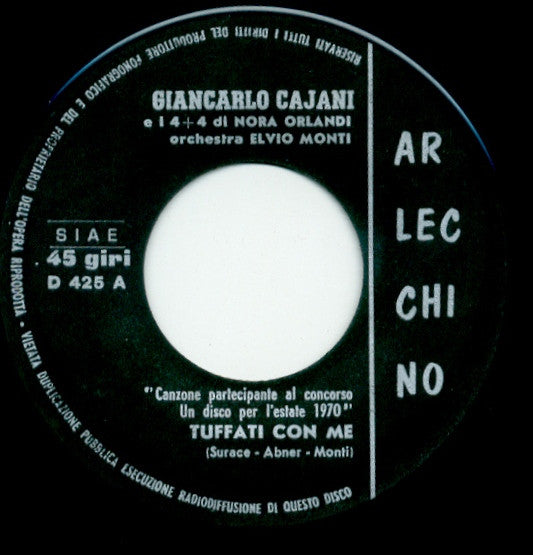 RISERVATI TUTTI I DIRITTI DEL PRODUTTORE FONOGRAFICO E DEL PROPRIETARIO DELL'OPERA RIPRODOTTA - VIETATA DUPLICAZIONE PUBBLICA ESECUZIONE RADIODIFFUSIONE DI QUESTO DISCO
GIANCARLO CAJANI
e i 4+4 di NORA ORLANDI
orchestra ELVIO MONTI
SIAE
45 giri
D 425 A
"Canzone partecipante al concorso
Un disco per l'estate 1970"
TUFFATI CON ME
(Surace - Abner - Monti)
AR
LEC
CHI
NO